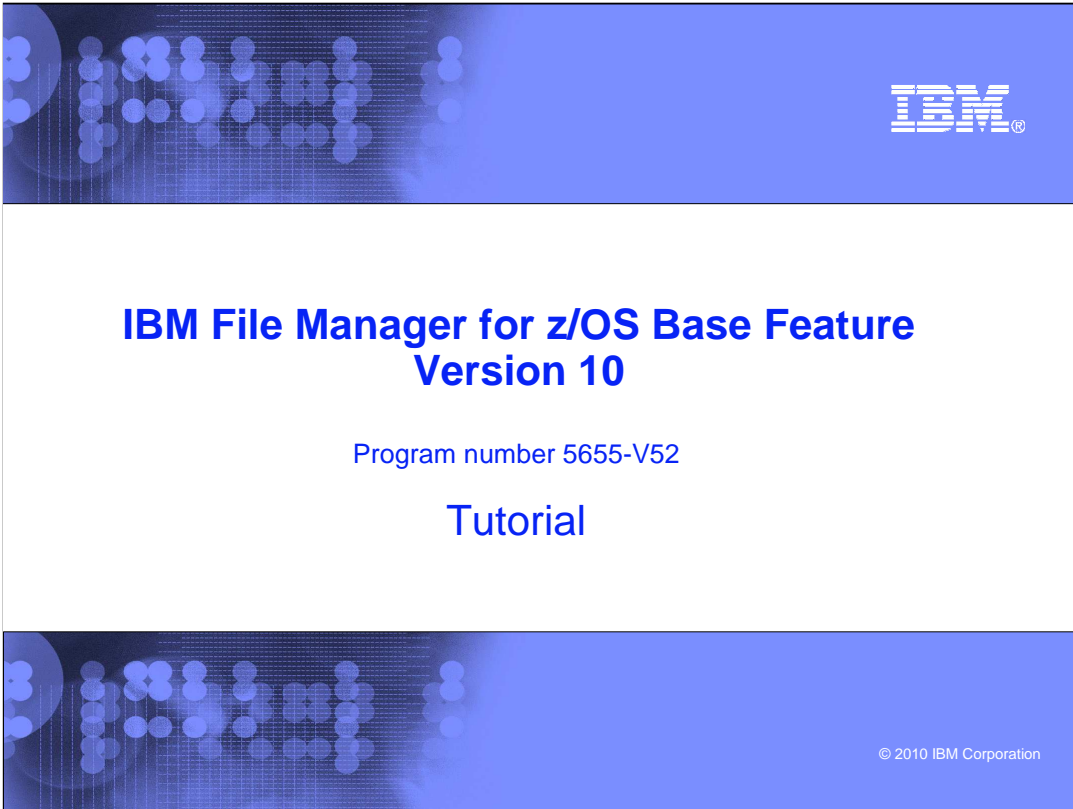 IBM®
IBM File Manager for z/OS Base Feature
Version 10
Program number 5655-V52
Tutorial
© 2010 IBM Corporation